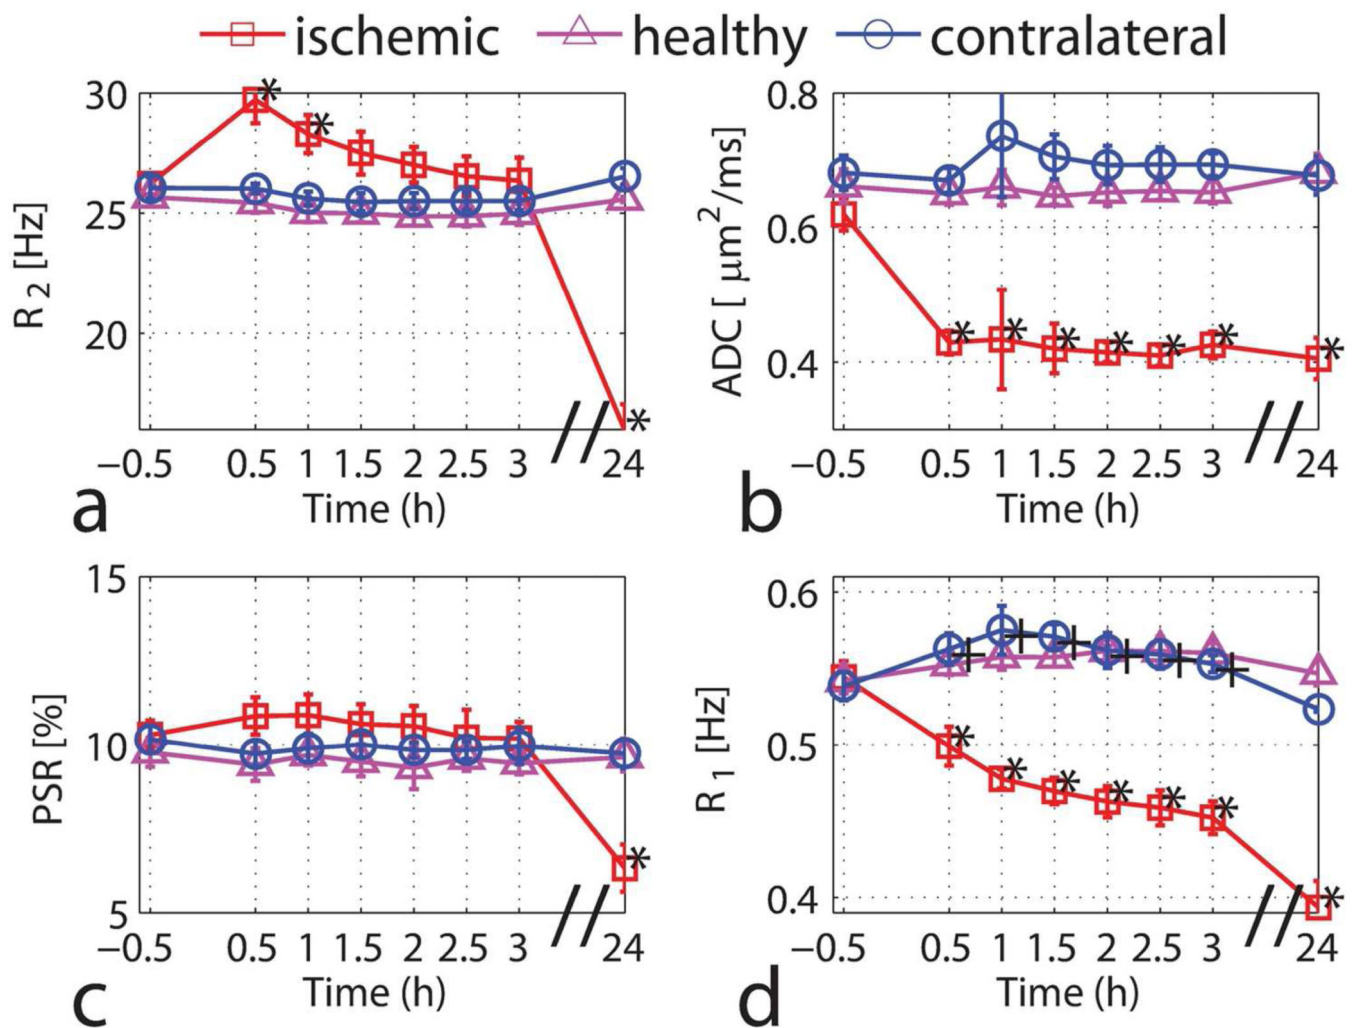 ischemic healthy contralateral
30
25
20
R 2 [Hz]
* * *
−0.5 0.5 1 1.5 2 2.5 3 // 24
Time (h)
a
0.8
0.6
0.4
ADC [ μm²/ms]
* * * * * * *
−0.5 0.5 1 1.5 2 2.5 3 // 24
Time (h)
b
15
10
5
PSR [%]
*
−0.5 0.5 1 1.5 2 2.5 3 // 24
Time (h)
c
0.6
0.5
0.4
R 1 [Hz]
+ + + + + +
* * * * * * *
−0.5 0.5 1 1.5 2 2.5 3 // 24
Time (h)
d